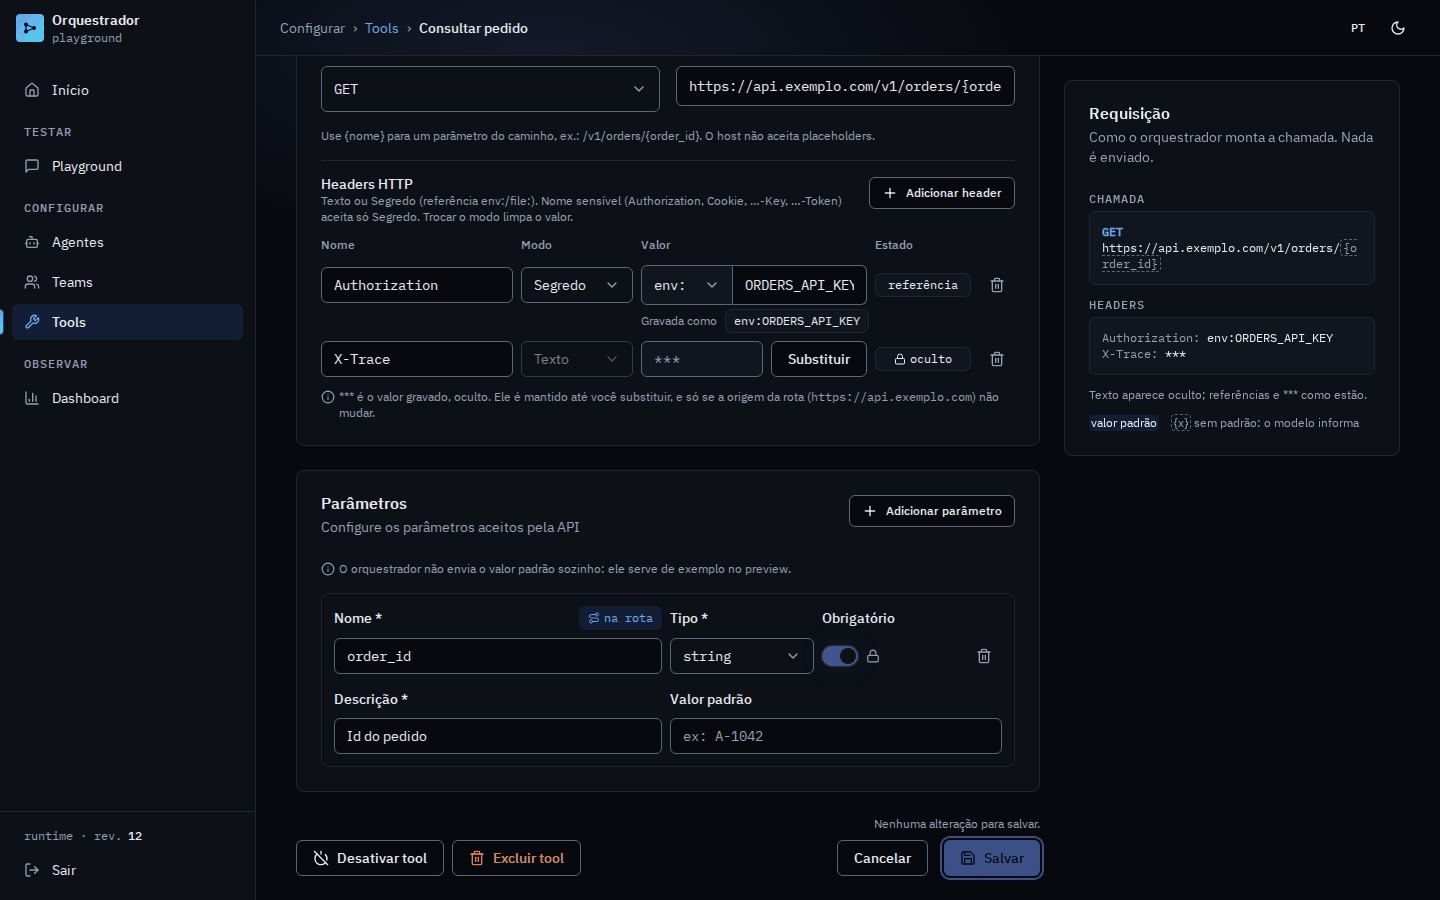 Orquestrador
playground
Início
TESTAR
Playground
CONFIGURAR
Agentes
Teams
Tools
OBSERVAR
Dashboard
runtime · rev. 12
Sair
Configurar › Tools › Consultar pedido
PT
GET
https://api.exemplo.com/v1/orders/{orde
Use {nome} para um parâmetro do caminho, ex.: /v1/orders/{order_id}. O host não aceita placeholders.
Headers HTTP
Texto ou Segredo (referência env:/file:). Nome sensível (Authorization, Cookie, …-Key, …-Token)
aceita só Segredo. Trocar o modo limpa o valor.
Adicionar header
Nome Modo Valor Estado
Authorization Segredo env: ORDERS_API_KEY referência
Gravada como env:ORDERS_API_KEY
X-Trace Texto *** Substituir oculto
*** é o valor gravado, oculto. Ele é mantido até você substituir, e só se a origem da rota (https://api.exemplo.com) não
mudar.
Parâmetros
Configure os parâmetros aceitos pela API
Adicionar parâmetro
O orquestrador não envia o valor padrão sozinho: ele serve de exemplo no preview.
Nome * na rota Tipo * Obrigatório
order_id string
Descrição * Valor padrão
Id do pedido ex: A-1042
Nenhuma alteração para salvar.
Desativar tool Excluir tool Cancelar Salvar
Requisição
Como o orquestrador monta a chamada. Nada
é enviado.
CHAMADA
GET
https://api.exemplo.com/v1/orders/{o
rder_id}
HEADERS
Authorization: env:ORDERS_API_KEY
X-Trace: ***
Texto aparece oculto; referências e *** como estão.
valor padrão {x} sem padrão: o modelo informa